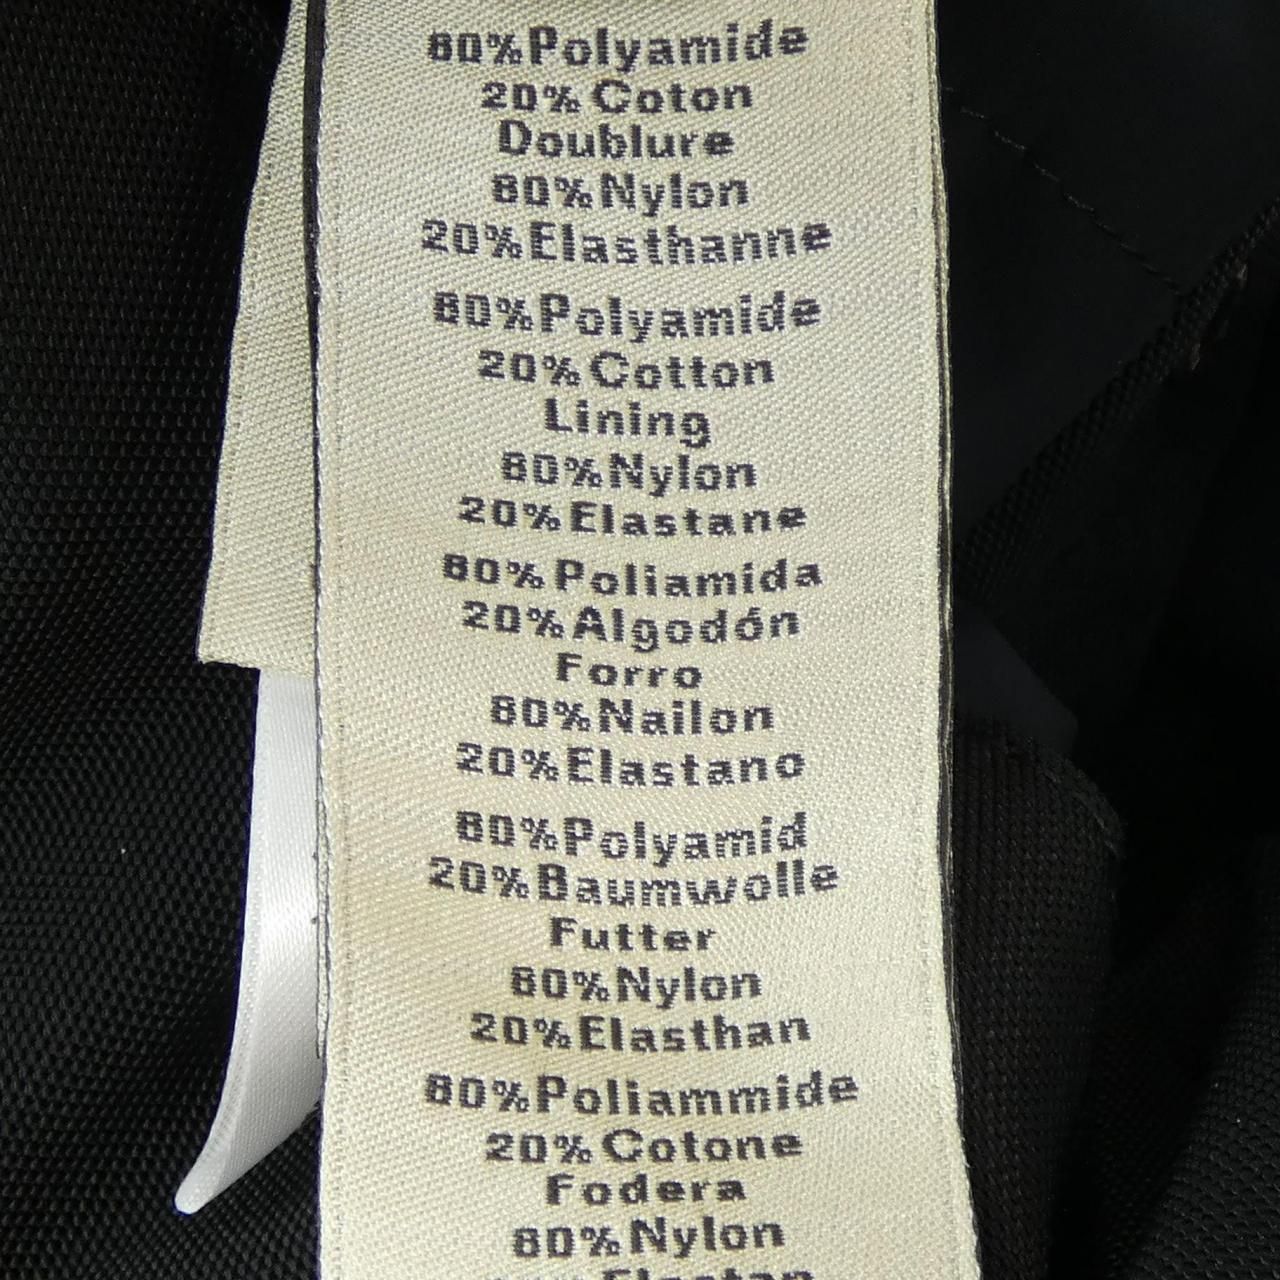 80%Polyamide
20%Coton
Doublure
80%Nylon
20%Elasthanne
80%Polyamide
20%Cotton
Lining
80%Nylon
20%Elastane
80%Poliamida
20%Algodón
Forro
80%Nailon
20%Elastano
80%Polyamid
20%Baumwolle
Futter
80%Nylon
20%Elasthan
80%Poliammide
20%Cotone
Fodera
80%Nylon